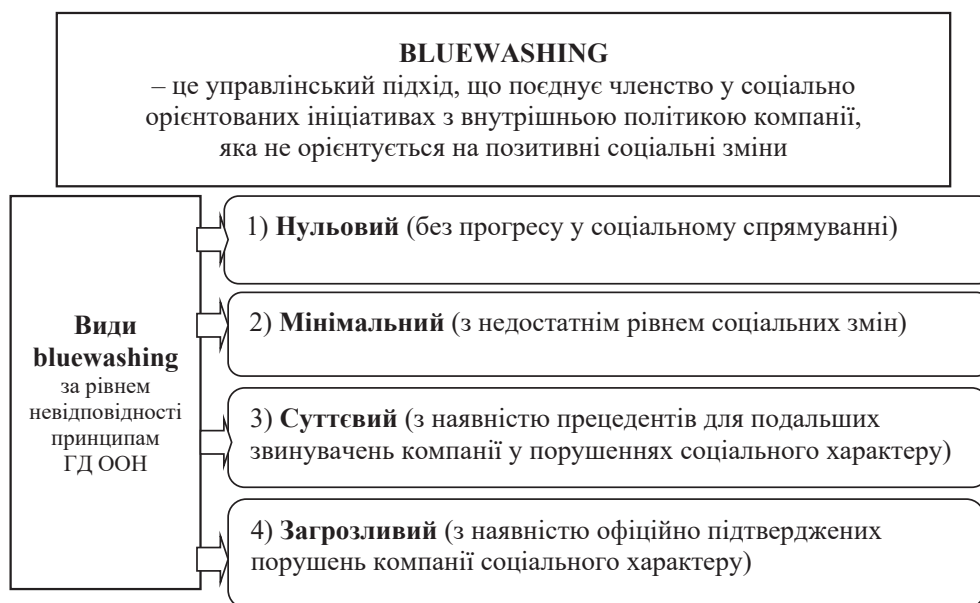 BLUEWASHING
– це управлінський підхід, що поєднує членство у соціально
орієнтованих ініціативах з внутрішньою політикою компанії,
яка не орієнтується на позитивні соціальні зміни
Види
bluewashing
за рівнем
невідповідності
принципам
ГД ООН
1) Нульовий (без прогресу у соціальному спрямуванні)
2) Мінімальний (з недостатнім рівнем соціальних змін)
3) Суттєвий (з наявністю прецедентів для подальших
звинувачень компанії у порушеннях соціального характеру)
4) Загрозливий (з наявністю офіційно підтверджених
порушень компанії соціального характеру)